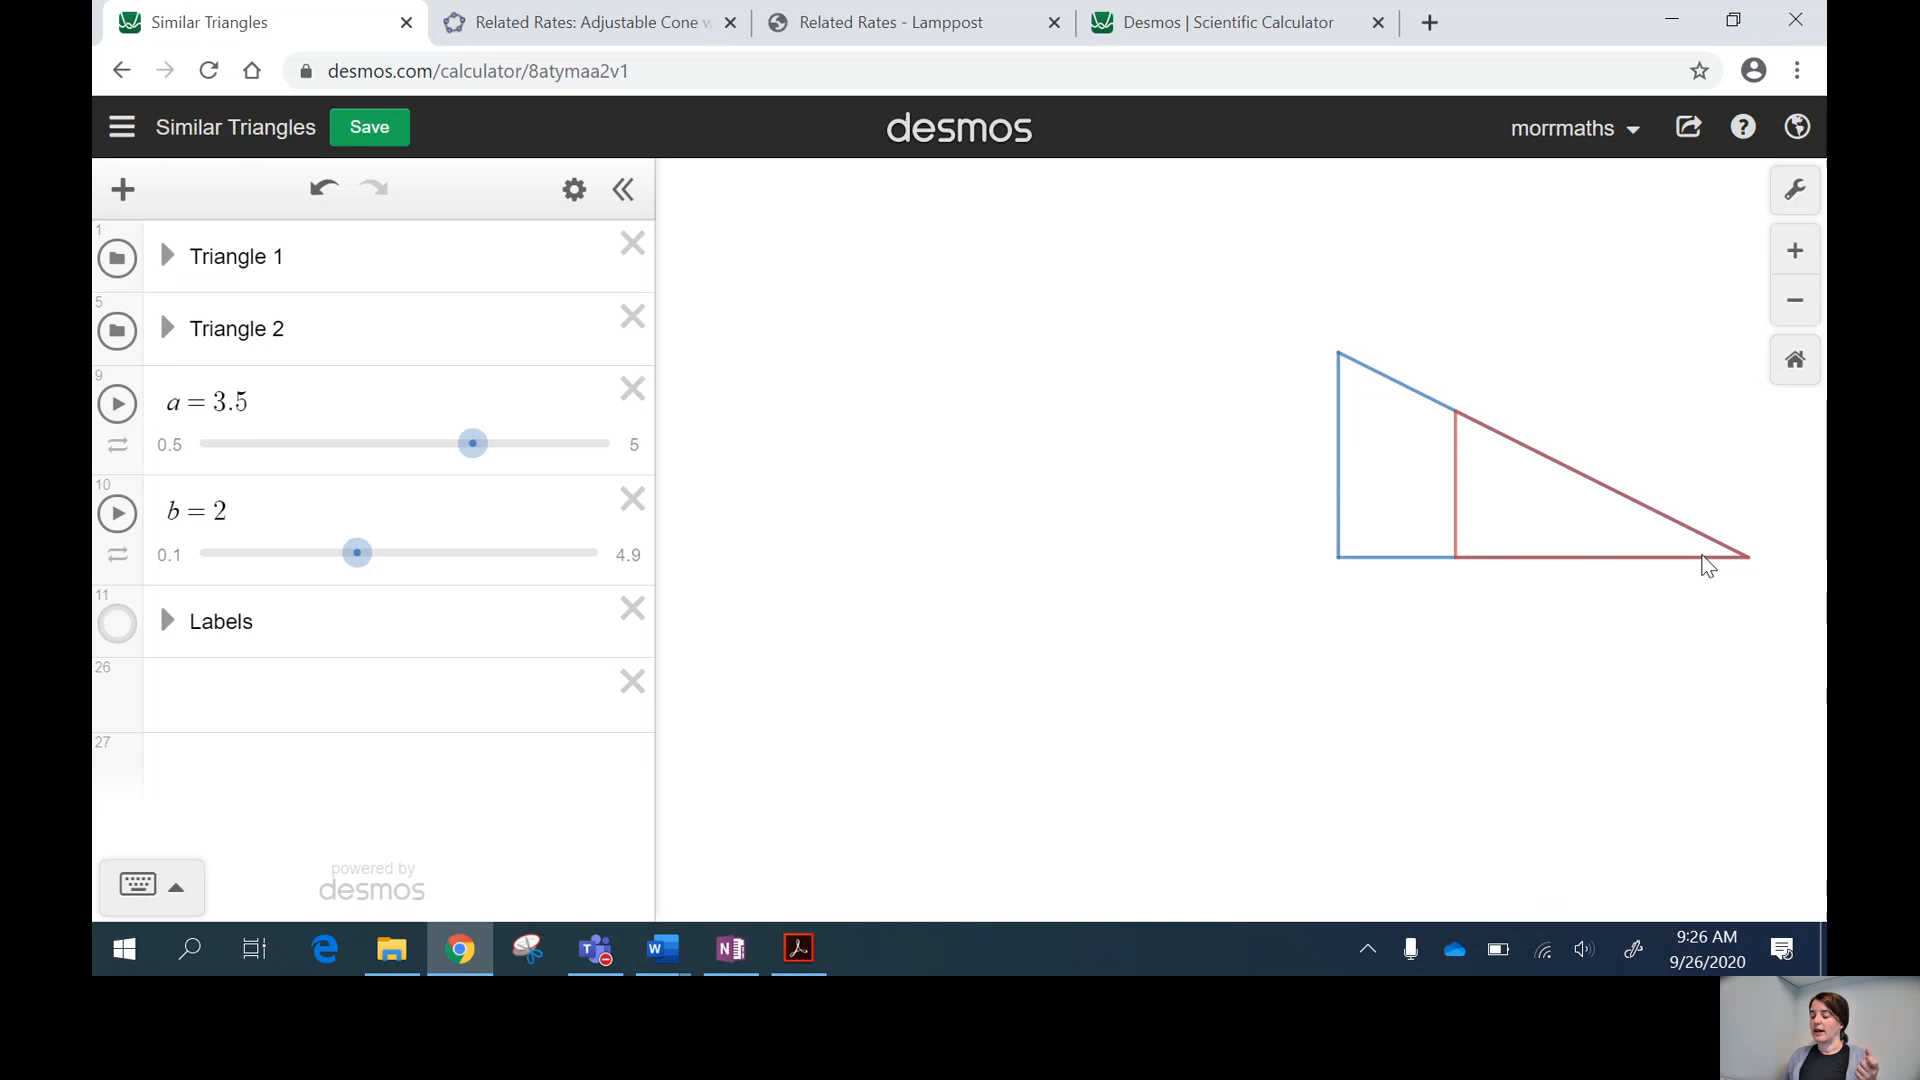 Similar Triangles
Related Rates: Adjustable Cone w
Related Rates - Lamppost
Desmos | Scientific Calculator
desmos.com/calculator/8atymaa2v1
Similar Triangles
Save
desmos
morrmaths
1
Triangle 1
5
Triangle 2
9
a = 3.5
0.5
5
10
b = 2
0.1
4.9
11
Labels
26
27
powered by
desmos
9:26 AM
9/26/2020